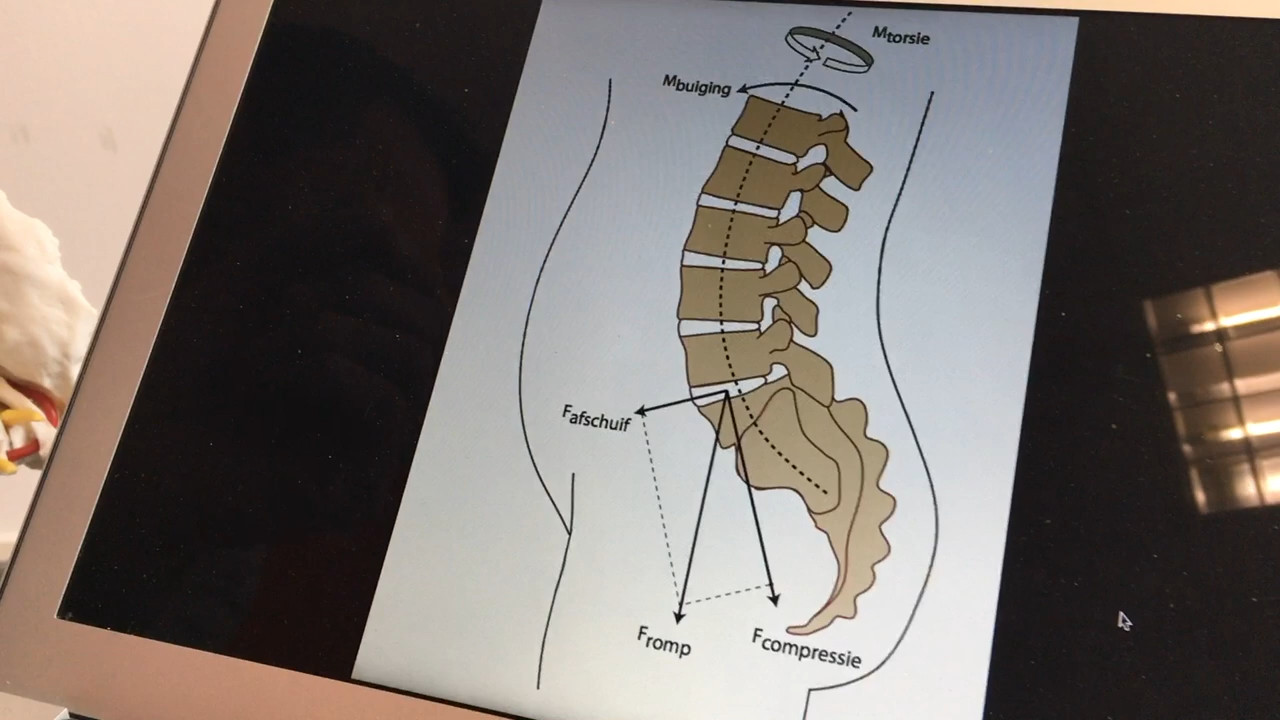 Mtorsie
Mbuiging
Fafschuif
Fromp
Fcompressie